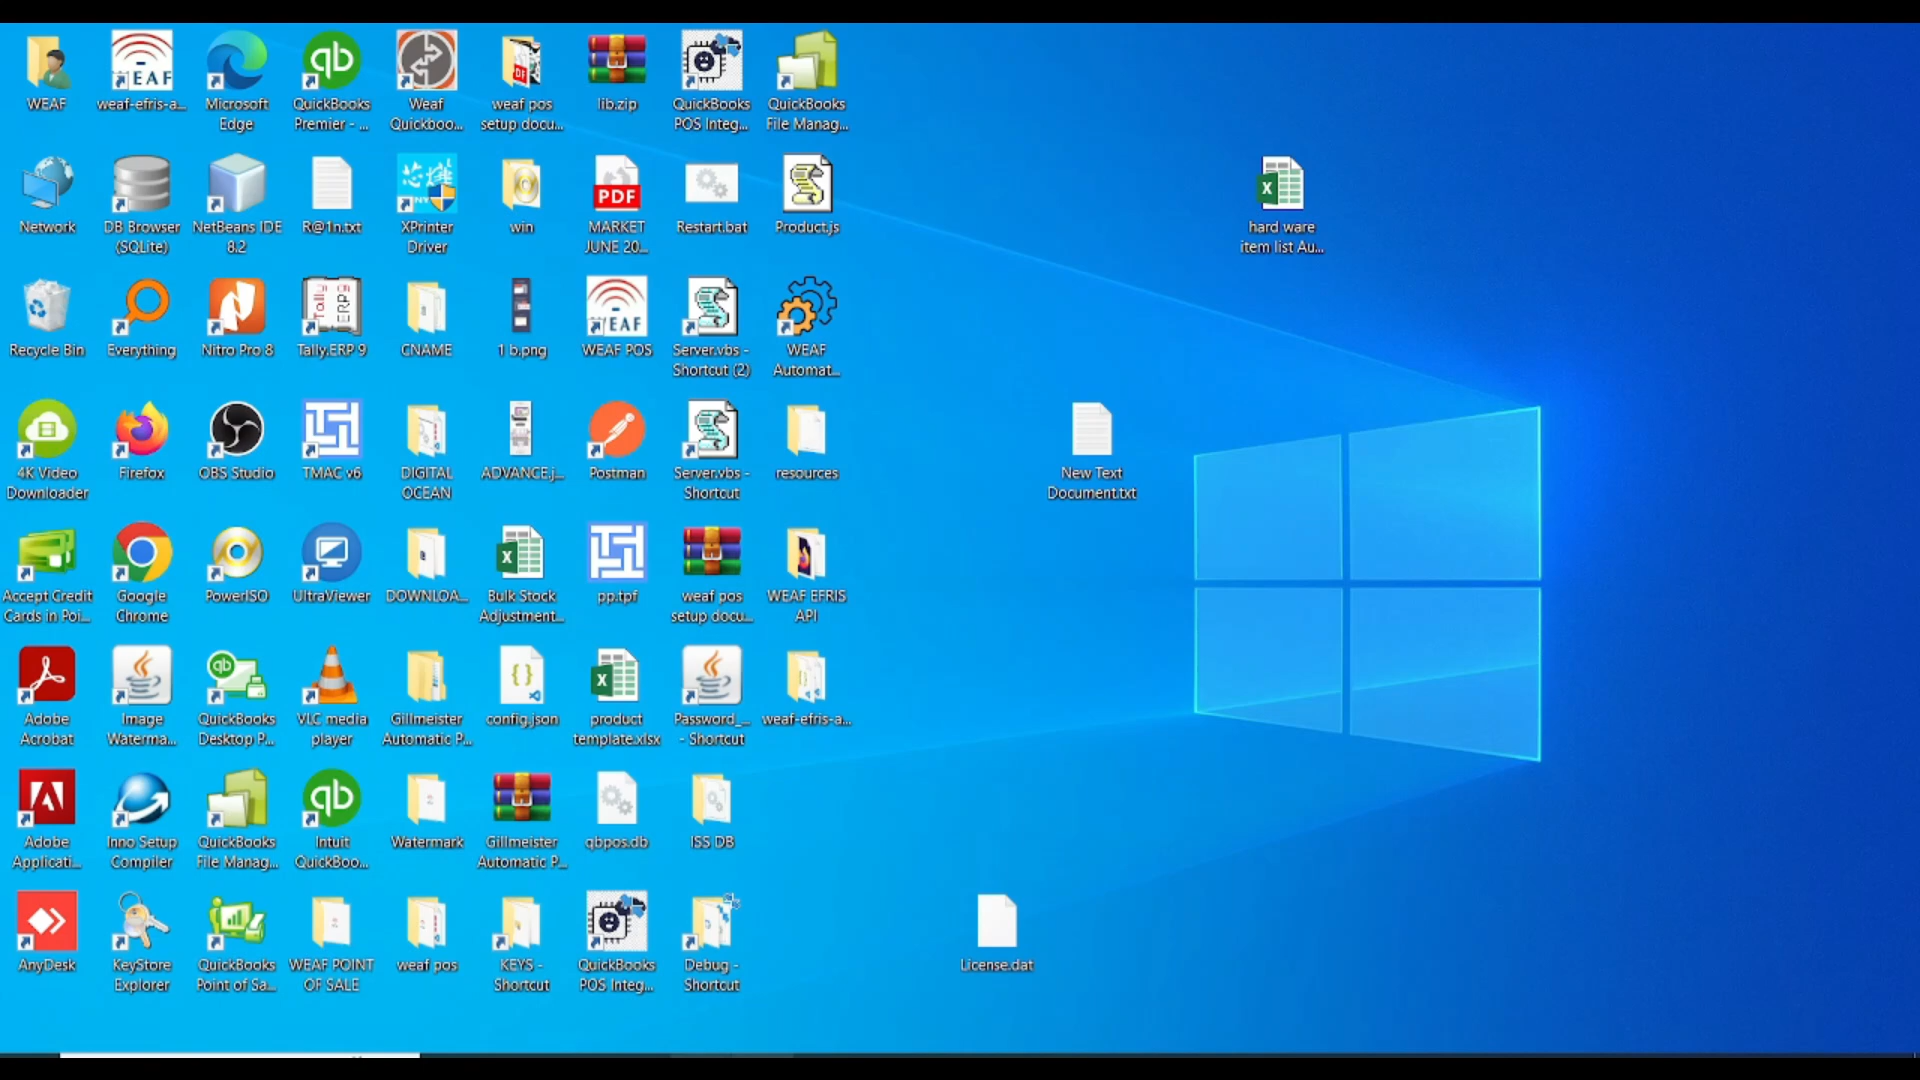 WEAF
weaf-efris-a...
Microsoft
Edge
QuickBooks
Premier - ...
Weaf
Quickboo...
weaf pos
setup docu...
lib.zip
QuickBooks
POS Integ...
QuickBooks
File Manag...
Network
DB Browser
(SQLite)
NetBeans IDE
8.2
R@1n.txt
XPrinter
Driver
win
PDF
MARKET
JUNE 20...
Restart.bat
Product.js
hard ware
item list Au...
Recycle Bin
Everything
Nitro Pro 8
Tally.ERP 9
CNAME
1 b.png
WEAF POS
Server.vbs -
Shortcut (2)
WEAF
Automat...
4K Video
Downloader
Firefox
OBS Studio
TMAC v6
DIGITAL
OCEAN
ADVANCE.j...
Postman
Server.vbs -
Shortcut
resources
New Text
Document.txt
Accept Credit
Cards in Poi...
Google
Chrome
PowerISO
UltraViewer
DOWNLOA...
Bulk Stock
Adjustment...
pp.tpf
weaf pos
setup docu...
WEAF EFRIS
API
Adobe
Acrobat
Image
Waterma...
QuickBooks
Desktop P...
VLC media
player
Gillmeister
Automatic P...
config.json
product
template.xlsx
Password_...
- Shortcut
weaf-efris-a...
Adobe
Applicati...
Inno Setup
Compiler
QuickBooks
File Manag...
Intuit
QuickBoo...
Watermark
Gillmeister
Automatic P...
qbpos.db
ISS DB
AnyDesk
KeyStore
Explorer
QuickBooks
Point of Sa...
WEAF POINT
OF SALE
weaf pos
KEYS -
Shortcut
QuickBooks
POS Integ...
Debug -
Shortcut
License.dat